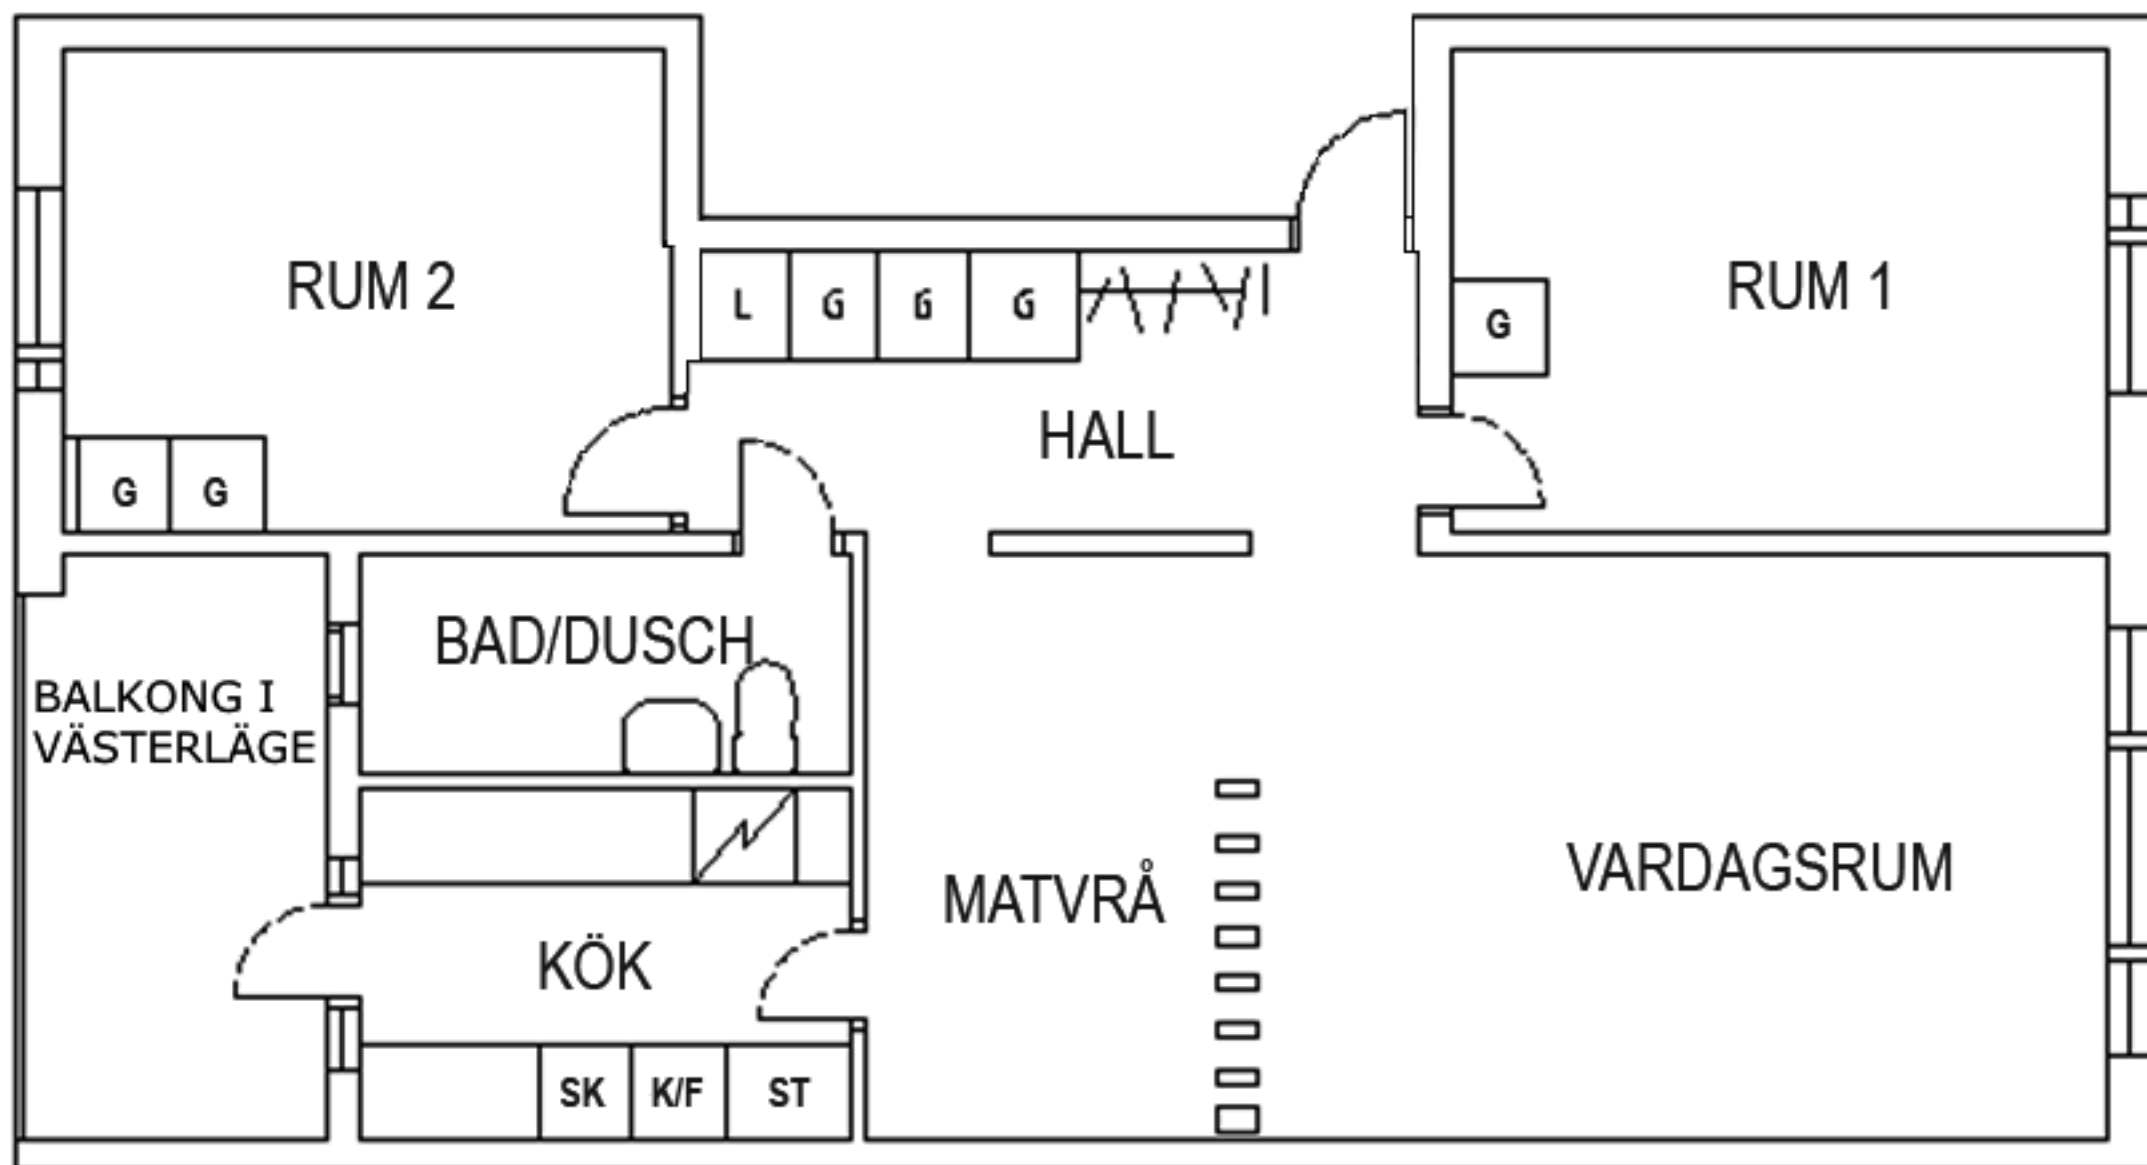 RUM 2
L
G
G
G
G
RUM 1
HALL
G
G
BAD/DUSCH
BALKONG I
VÄSTERLÄGE
VARDAGSRUM
MATVRÅ
KÖK
SK
K/F
ST